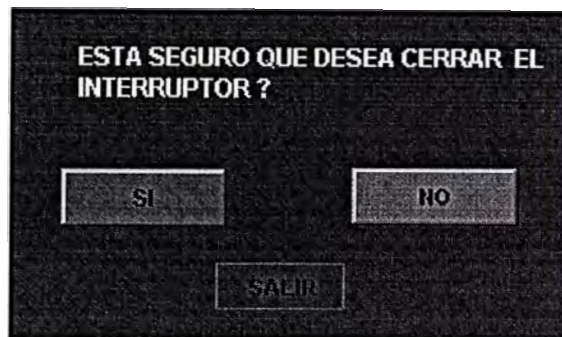 ESTA SEGURO QUE DESEA CERRAR EL
INTERRUPTOR ?
SI
NO
SALIR